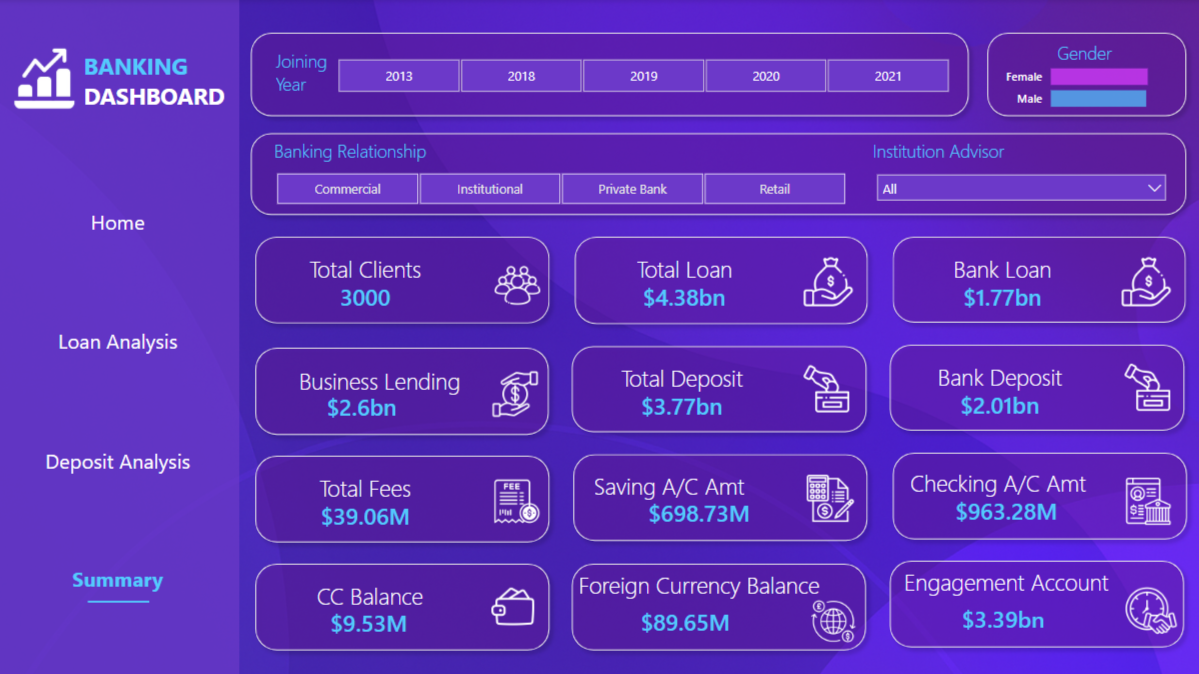 BANKING
DASHBOARD
Home
Loan Analysis
Deposit Analysis
Summary
Joining
Year
2013
2018
2019
2020
2021
Gender
Female
Male
Banking Relationship
Commercial
Institutional
Private Bank
Retail
Institution Advisor
All
Total Clients
3000
Total Loan
$4.38bn
Bank Loan
$1.77bn
Business Lending
$2.6bn
Total Deposit
$3.77bn
Bank Deposit
$2.01bn
Total Fees
$39.06M
FEE
Saving A/C Amt
$698.73M
Checking A/C Amt
$963.28M
CC Balance
$9.53M
Foreign Currency Balance
$89.65M
Engagement Account
$3.39bn